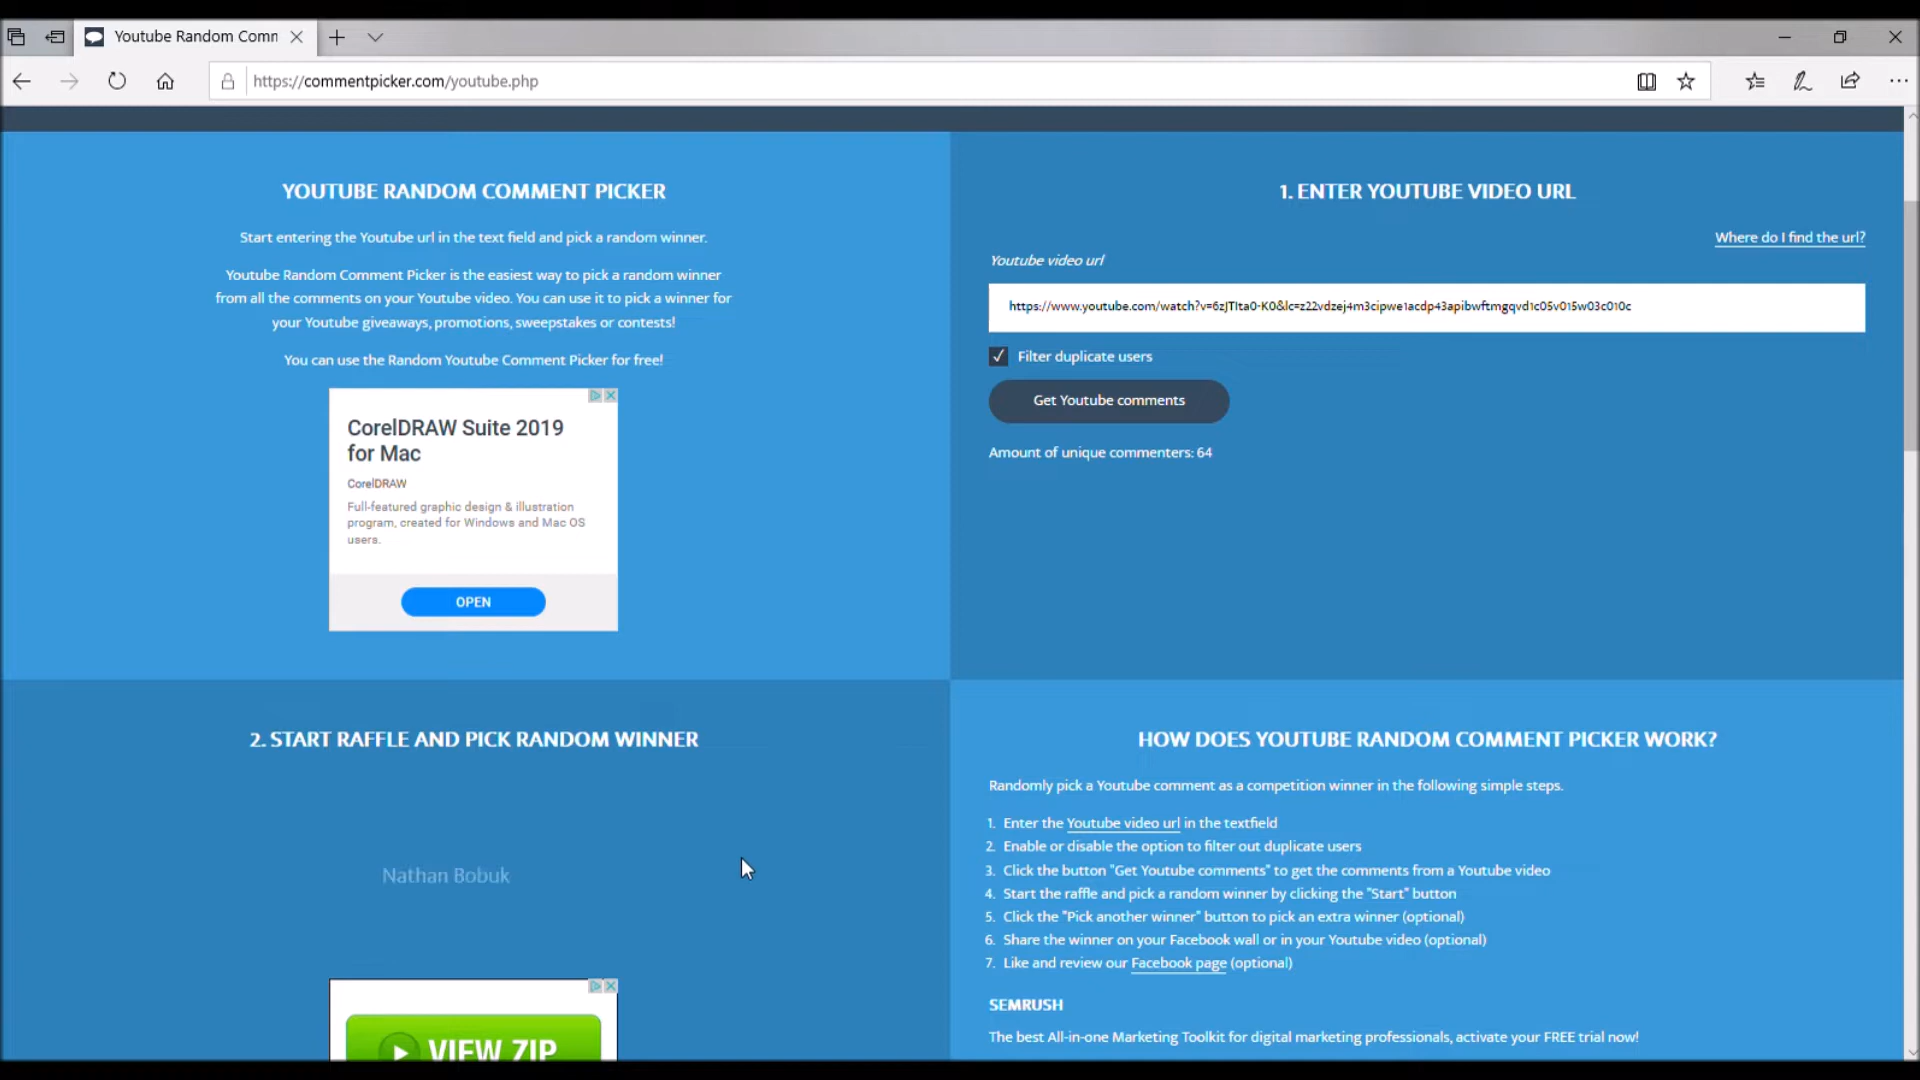 Youtube Random Comm
https://commentpicker.com/youtube.php
YOUTUBE RANDOM COMMENT PICKER
Start entering the Youtube url in the text field and pick a random winner.
Youtube Random Comment Picker is the easiest way to pick a random winner
from all the comments on your Youtube video. You can use it to pick a winner for
your Youtube giveaways, promotions, sweepstakes or contests!
You can use the Random Youtube Comment Picker for free!
CorelDRAW Suite 2019
for Mac
CorelDRAW
Full-featured graphic design & illustration
program, created for Windows and Mac OS
users.
OPEN
1. ENTER YOUTUBE VIDEO URL
Where do I find the url?
Youtube video url
https://www.youtube.com/watch?v=6zJTIta0-K0&lc=z22vdzej4m3cipwe1acdp43apibwftmgqvd1c05v015w03c010c
Filter duplicate users
Get Youtube comments
Amount of unique commenters: 64
2. START RAFFLE AND PICK RANDOM WINNER
Nathan Bobuk
VIEW ZIP
HOW DOES YOUTUBE RANDOM COMMENT PICKER WORK?
Randomly pick a Youtube comment as a competition winner in the following simple steps.
1. Enter the Youtube video url in the textfield
2. Enable or disable the option to filter out duplicate users
3. Click the button "Get Youtube comments" to get the comments from a Youtube video
4. Start the raffle and pick a random winner by clicking the "Start" button
5. Click the "Pick another winner" button to pick an extra winner (optional)
6. Share the winner on your Facebook wall or in your Youtube video (optional)
7. Like and review our Facebook page (optional)
SEMRUSH
The best All-in-one Marketing Toolkit for digital marketing professionals, activate your FREE trial now!